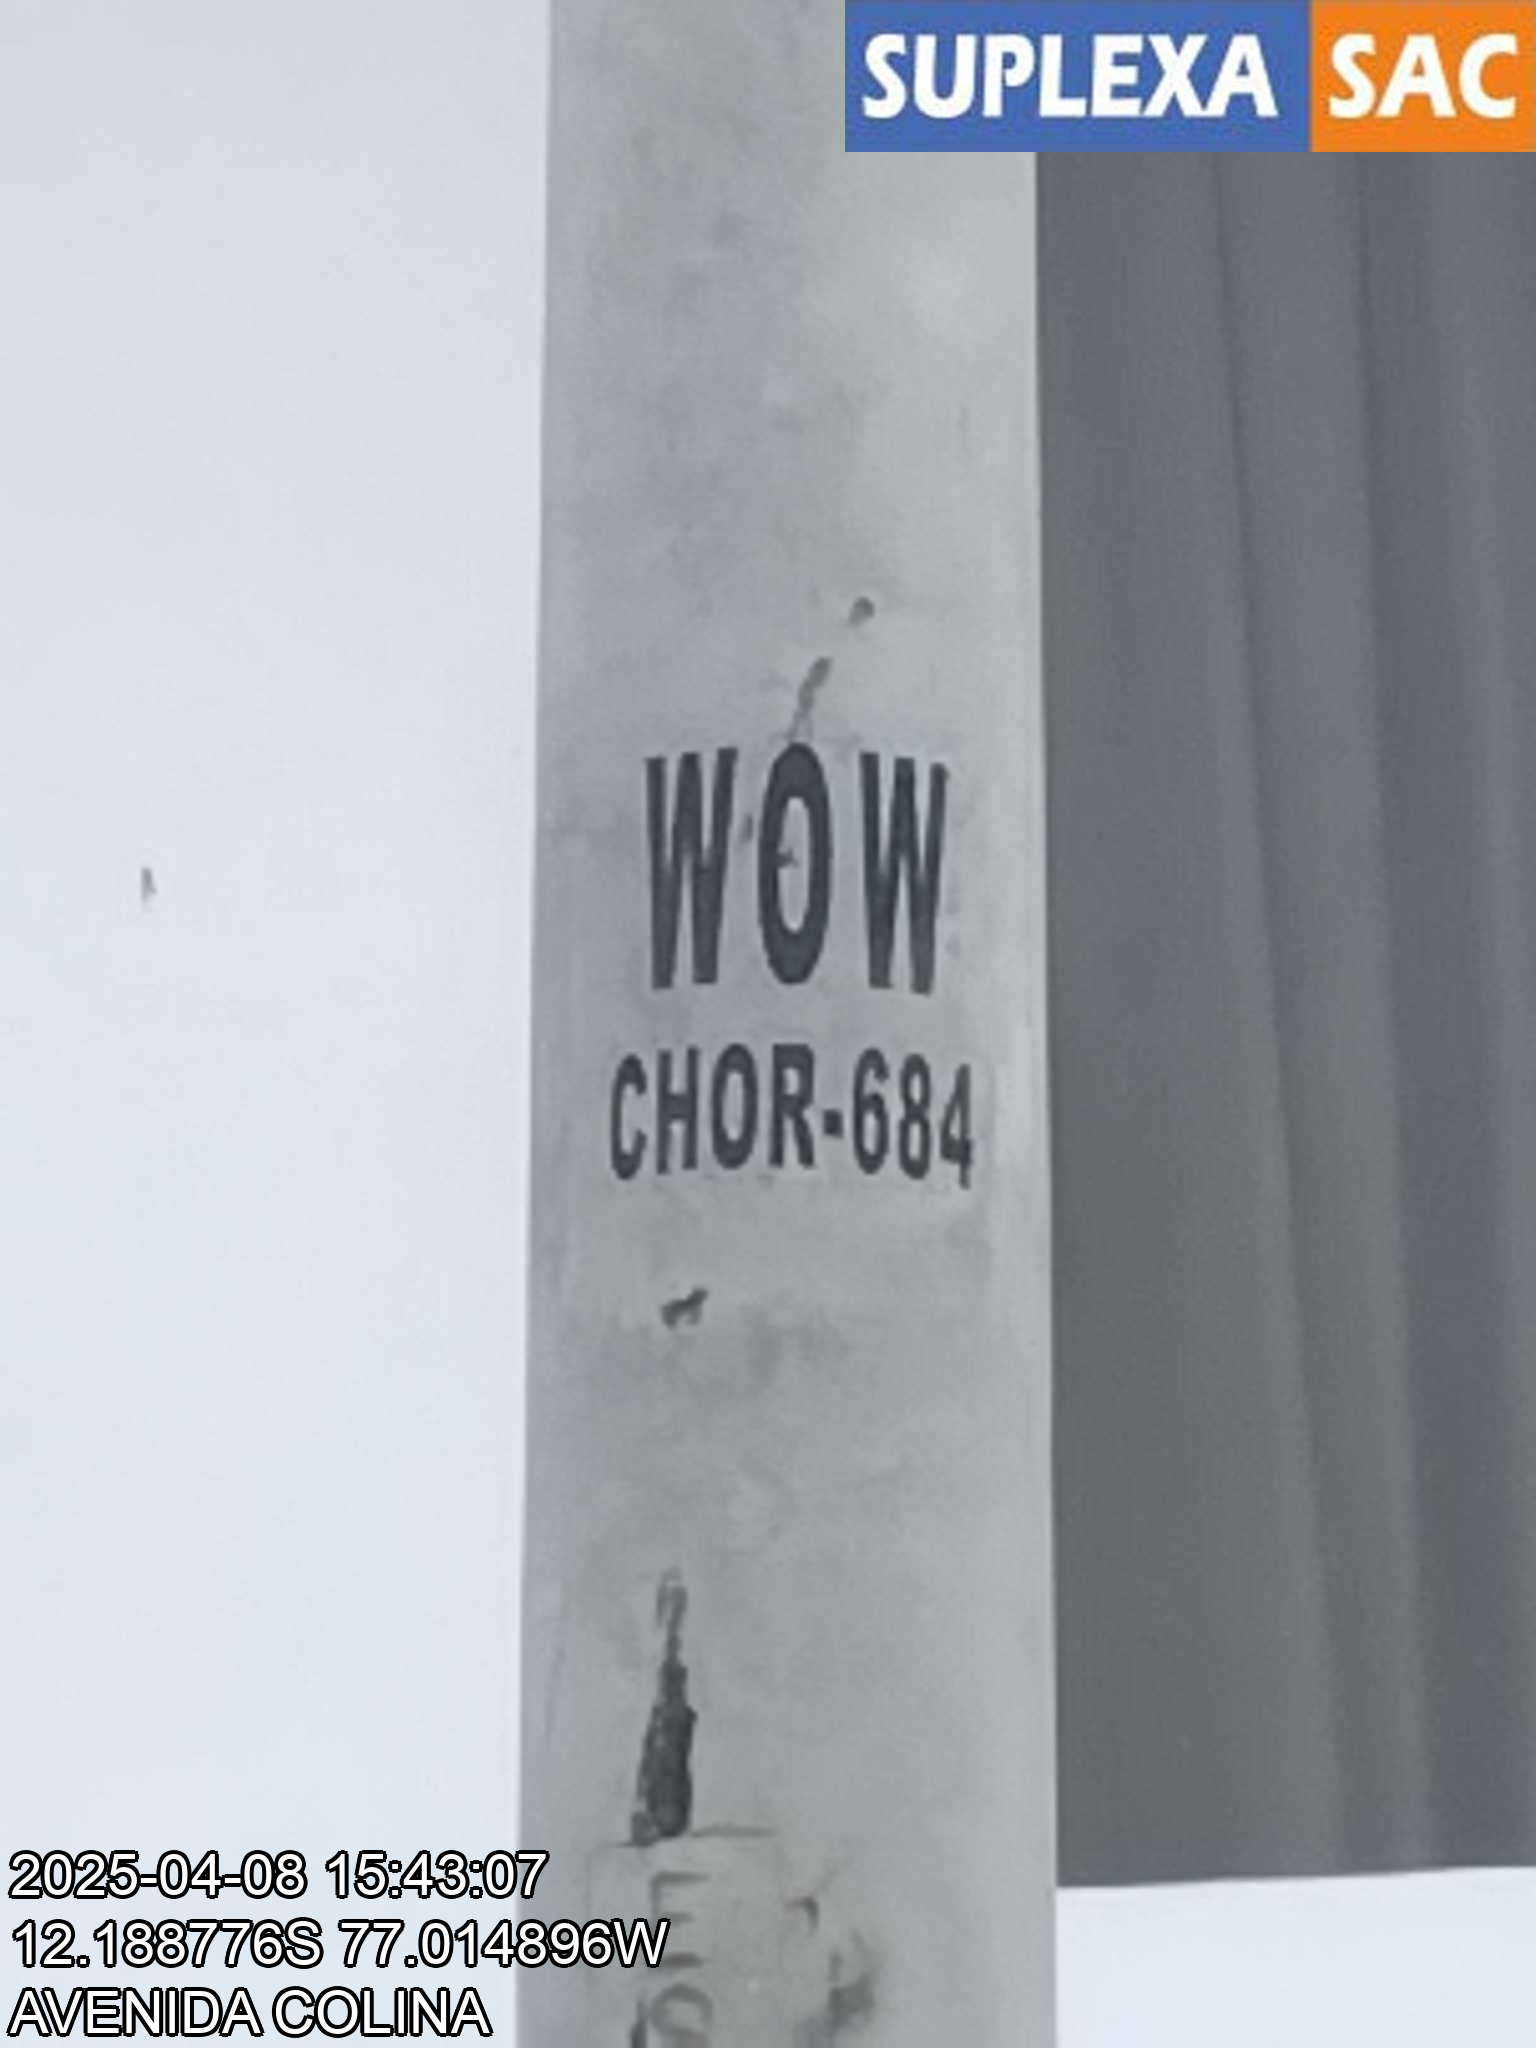 SUPLEXA SAC
WOW
CHOR-684
2025-04-08 15:43:07
12.188776S 77.014896W
AVENIDA COLINA